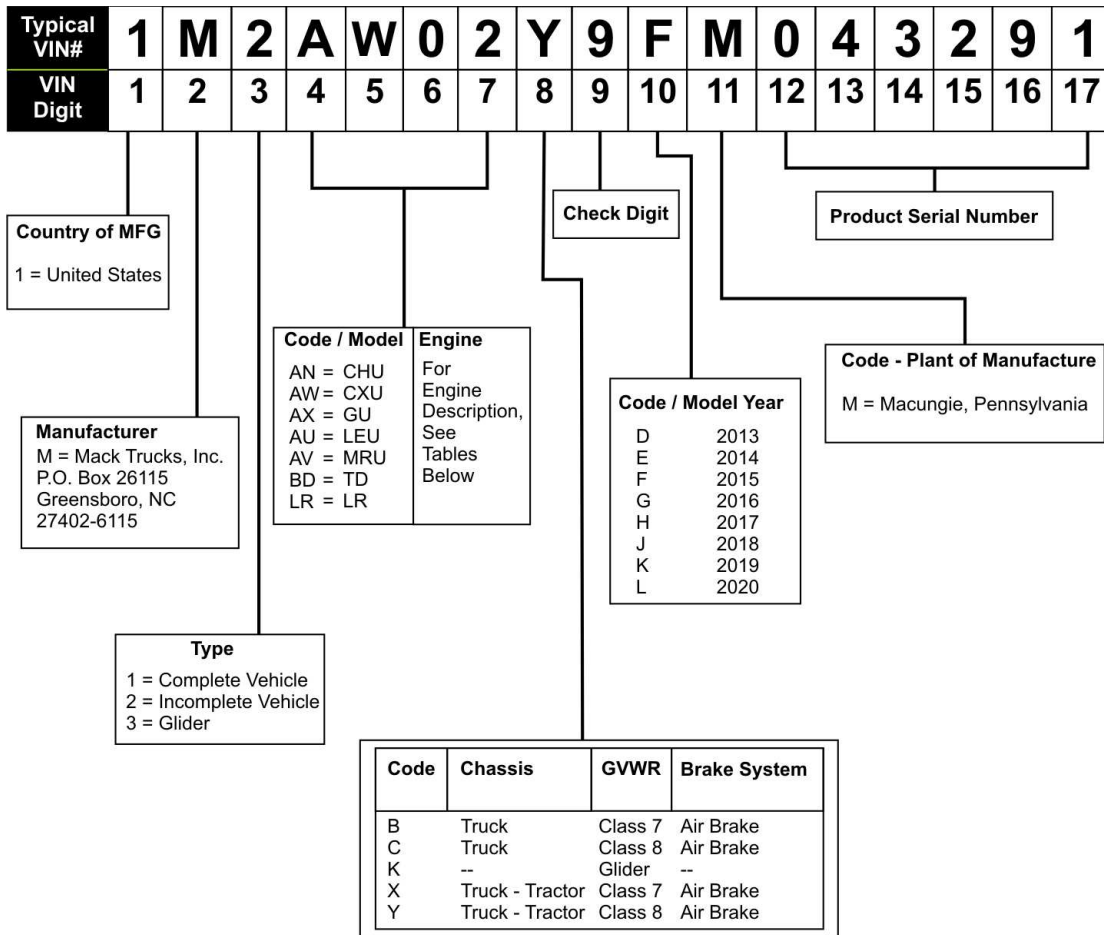 Typical VIN# 1 M 2 A W 0 2 Y 9 F M 0 4 3 2 9 1
VIN Digit 1 2 3 4 5 6 7 8 9 10 11 12 13 14 15 16 17
Country of MFG
1 = United States
Check Digit
Product Serial Number
Manufacturer
M = Mack Trucks, Inc.
P.O. Box 26115
Greensboro, NC
27402-6115
Code / Model
AN = CHU
AW = CXU
AX = GU
AU = LEU
AV = MRU
BD = TD
LR = LR
Engine
For
Engine
Description,
See
Tables
Below
Code / Model Year
D 2013
E 2014
F 2015
G 2016
H 2017
J 2018
K 2019
L 2020
Code - Plant of Manufacture
M = Macungie, Pennsylvania
Type
1 = Complete Vehicle
2 = Incomplete Vehicle
3 = Glider
Code Chassis GVWR Brake System
B Truck Class 7 Air Brake
C Truck Class 8 Air Brake
K -- Glider --
X Truck - Tractor Class 7 Air Brake
Y Truck - Tractor Class 8 Air Brake